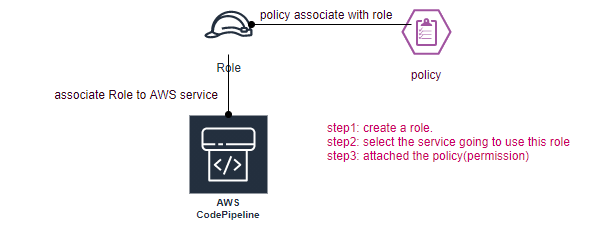 policy associate with role
Role
policy
associate Role to AWS service
step1: create a role.
step2: select the service going to use this role
step3: attached the policy(permission)
AWS
CodePipeline